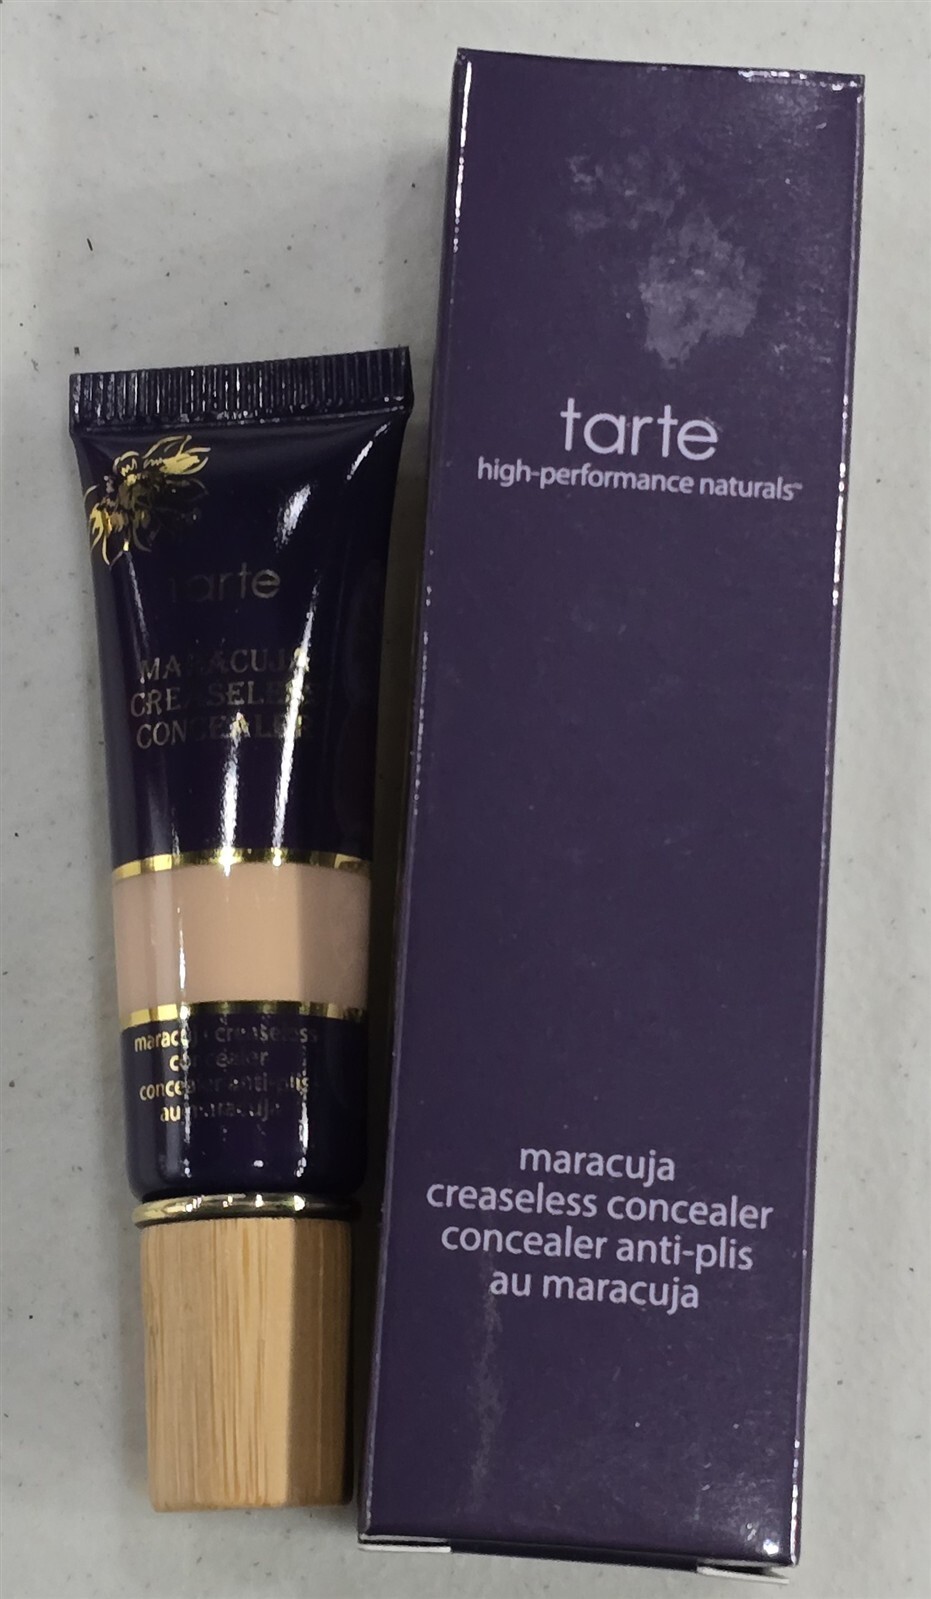 tarte
MARACUJA
CREASELESS
CONCEALER
maracuja creaseless
concealer
concealer anti-plis
au maracuja
tarte
high-performance naturals™
maracuja
creaseless concealer
concealer anti-plis
au maracuja